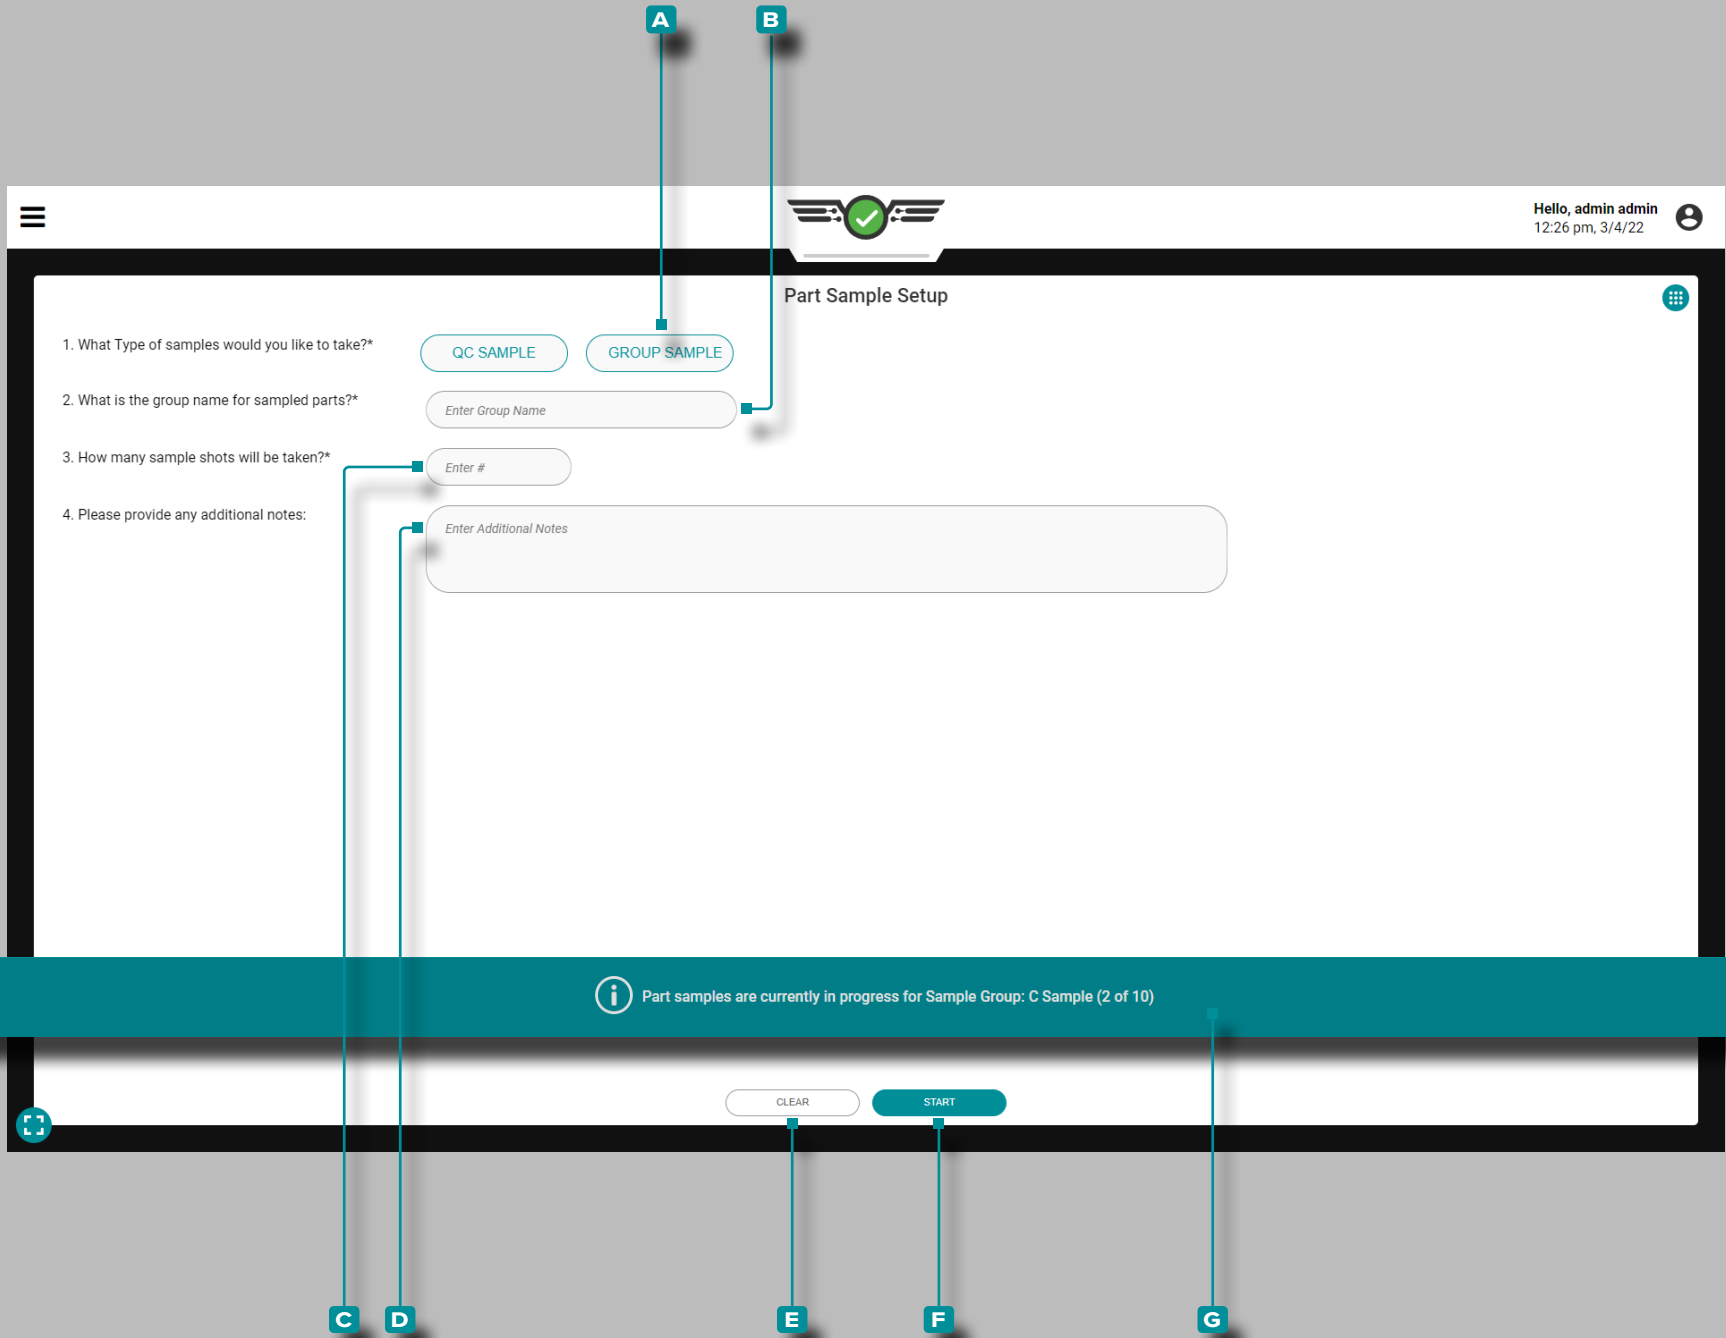 A
B
Hello, admin admin
12:26 pm, 3/4/22
Part Sample Setup
1. What Type of samples would you like to take?*
QC SAMPLE
GROUP SAMPLE
2. What is the group name for sampled parts?*
Enter Group Name
3. How many sample shots will be taken?*
Enter #
4. Please provide any additional notes:
Enter Additional Notes
Part samples are currently in progress for Sample Group: C Sample (2 of 10)
CLEAR
START
C
D
E
F
G